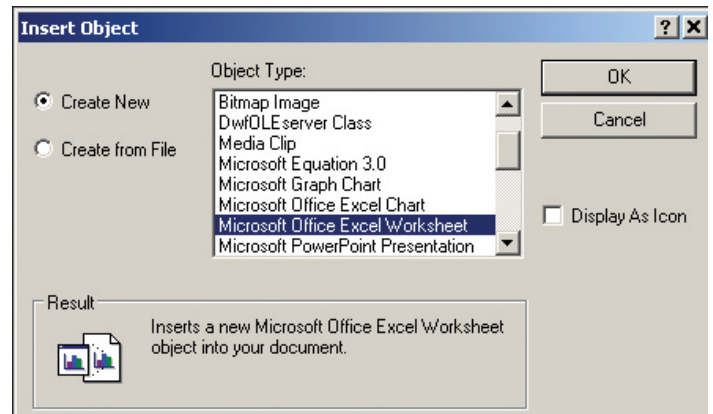 Insert Object
Object Type:
Create New
Create from File
Bitmap Image
DwfOLEserver Class
Media Clip
Microsoft Equation 3.0
Microsoft Graph Chart
Microsoft Office Excel Chart
Microsoft Office Excel Worksheet
Microsoft PowerPoint Presentation
OK
Cancel
Display As Icon
Result
Inserts a new Microsoft Office Excel Worksheet
object into your document.